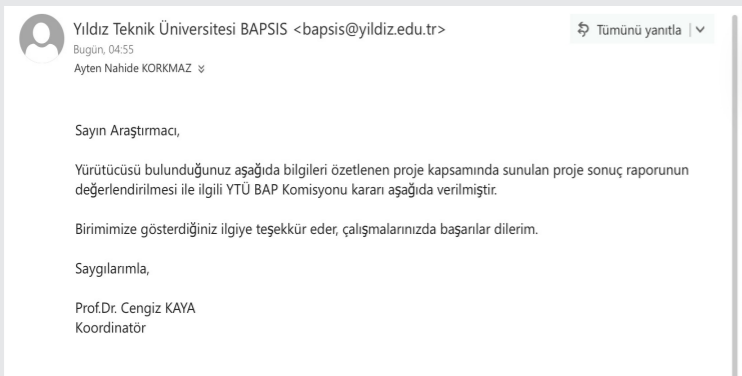 Yıldız Teknik Üniversitesi BAPSIS <bapsis@yildiz.edu.tr>
Tümünü yanıtla
Bugün, 04:55
Ayten Nahide KORKMAZ
Sayın Araştırmacı,
Yürütücüsü bulunduğunuz aşağıda bilgileri özetlenen proje kapsamında sunulan proje sonuç raporunun
değerlendirilmesi ile ilgili YTÜ BAP Komisyonu kararı aşağıda verilmiştir.
Birimimize gösterdiğiniz ilgiye teşekkür eder, çalışmalarınızda başarılar dilerim.
Saygılarımla,
Prof.Dr. Cengiz KAYA
Koordinatör